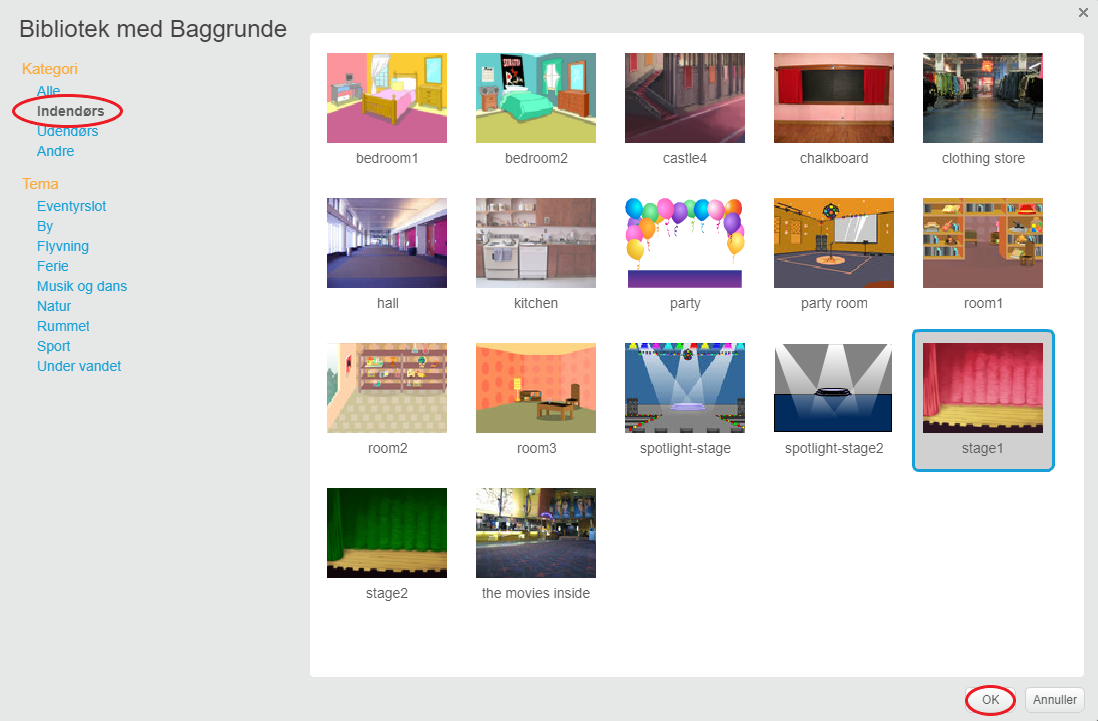 Bibliotek med Baggrunde
Kategori
Alle
Indendørs
Udendørs
Andre
Tema
Eventyrslot
By
Flyvning
Ferie
Musik og dans
Natur
Rummet
Sport
Under vandet
bedroom1
bedroom2
castle4
chalkboard
clothing store
hall
kitchen
party
party room
room1
room2
room3
spotlight-stage
spotlight-stage2
stage1
stage2
the movies inside
OK
Annuller